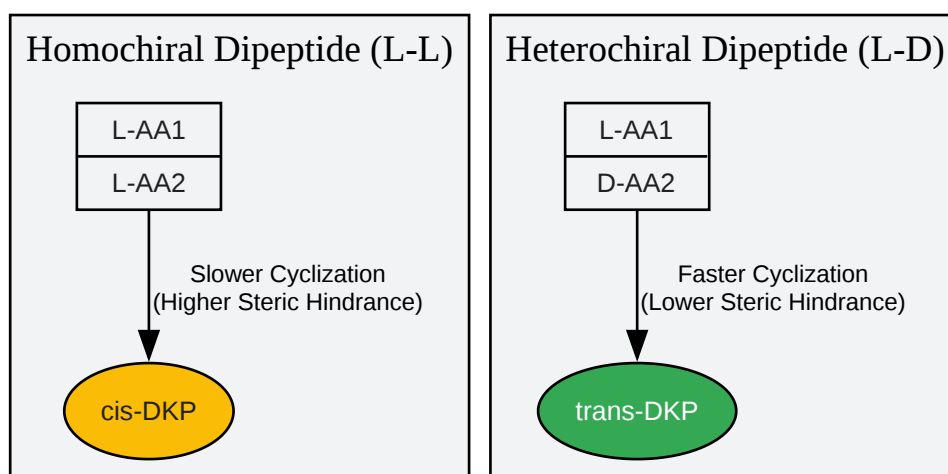 Homochiral Dipeptide (L-L)
L-AA1
L-AA2
Slower Cyclization
(Higher Steric Hindrance)
cis-DKP
Heterochiral Dipeptide (L-D)
L-AA1
D-AA2
Faster Cyclization
(Lower Steric Hindrance)
trans-DKP